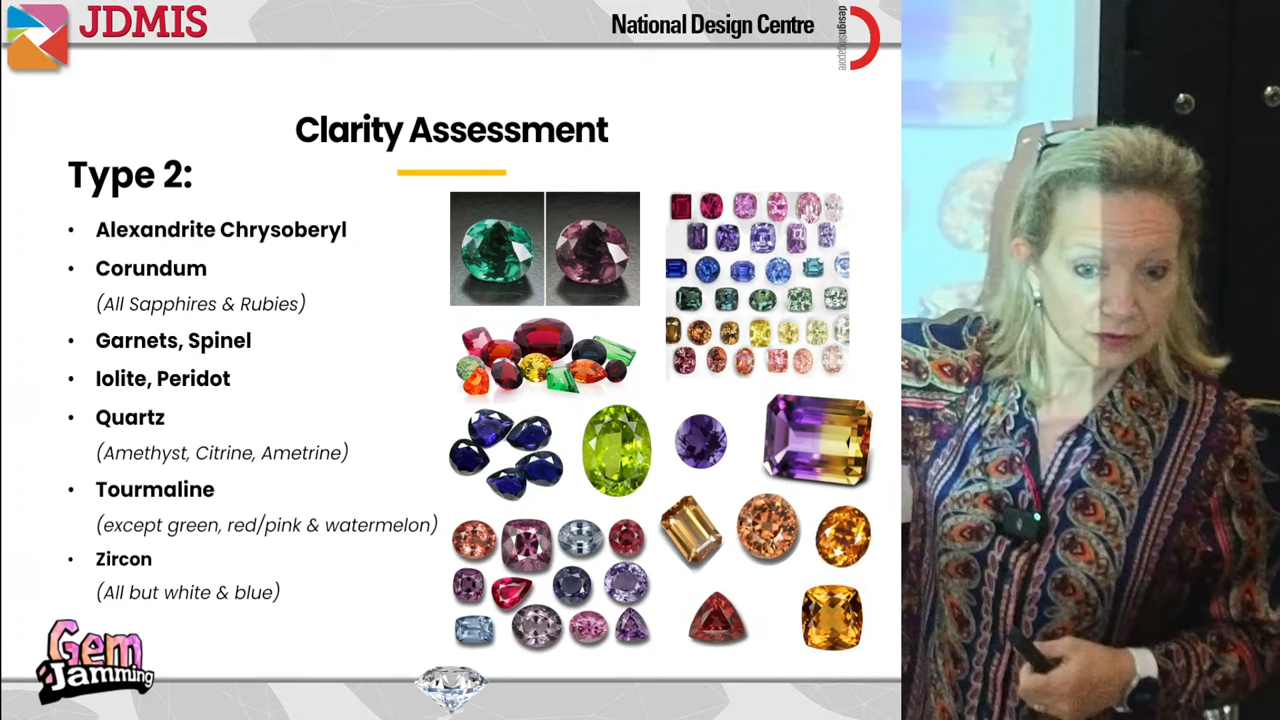 JDMIS
National Design Centre
designsingapore
Clarity Assessment
Type 2:
• Alexandrite Chrysoberyl
• Corundum
(All Sapphires & Rubies)
• Garnets, Spinel
• Iolite, Peridot
• Quartz
(Amethyst, Citrine, Ametrine)
• Tourmaline
(except green, red/pink & watermelon)
• Zircon
(All but white & blue)
Gem
Jamming